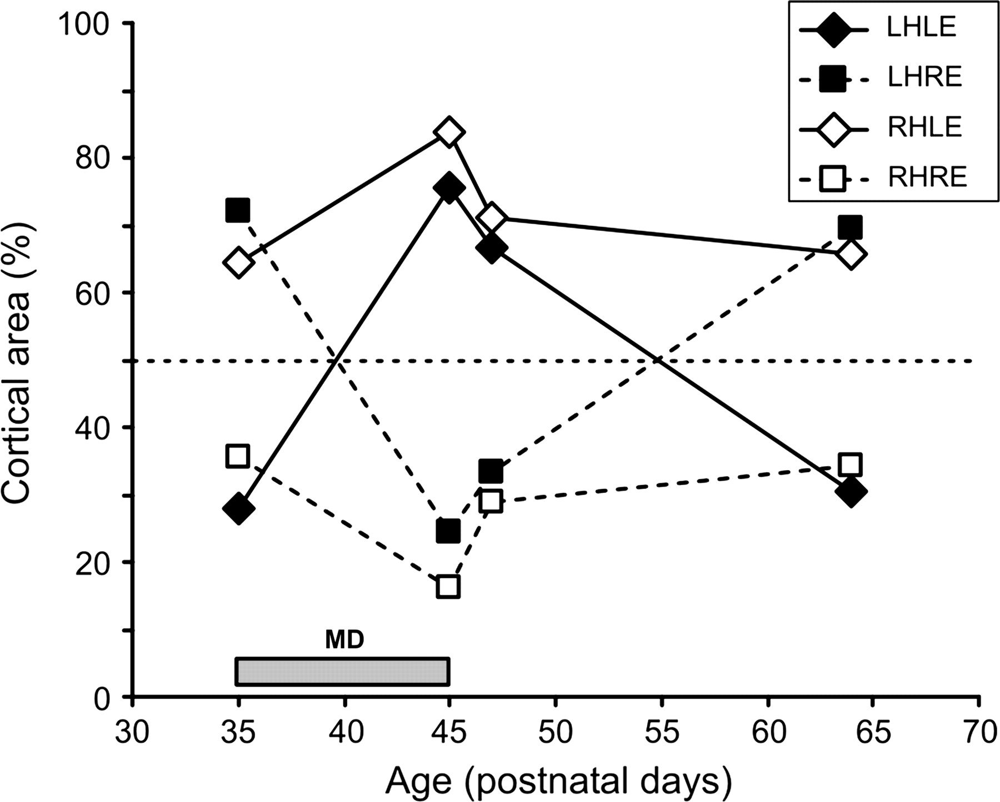 100
80
60
40
20
0
Cortical area (%)
LHLE
LHRE
RHLE
RHRE
MD
30 35 40 45 50 55 60 65 70
Age (postnatal days)